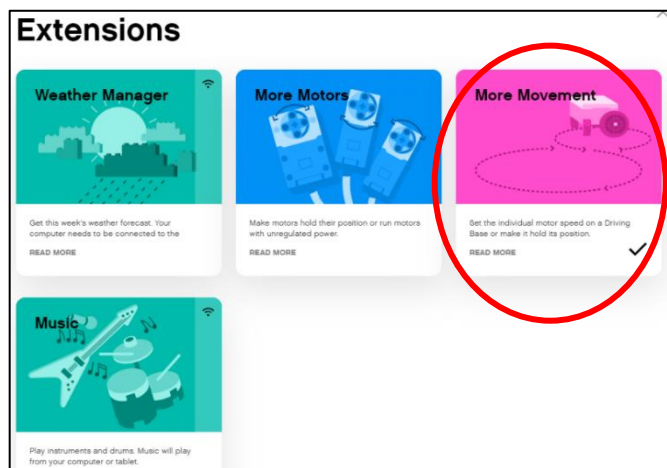 Extensions
Weather Manager
More Motors
More Movement
Get this week's weather forecast. Your
computer needs to be connected to the
READ MORE
Make motors hold their position or run motors
with unregulated power.
READ MORE
Set the individual motor speed on a Driving
Base or make it hold its position.
READ MORE
Music
Play instruments and drums. Music will play
from your computer or tablet.